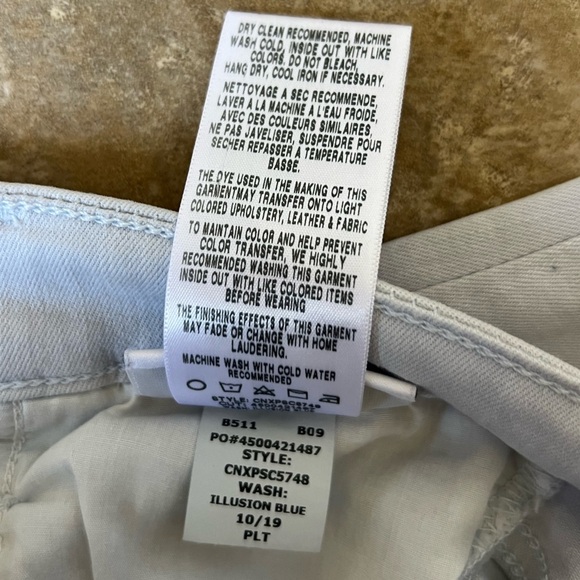 DRY CLEAN RECOMMENDED, MACHINE
WASH COLD, INSIDE OUT WITH LIKE
COLORS. DO NOT BLEACH.
HANG DRY, COOL IRON IF NECESSARY.
NETTOYAGE A SEC RECOMMENDE,
LAVER A LA MACHINE A L'EAU FROIDE,
AVEC DES COULEURS SIMILAIRES,
NE PAS JAVELISER, SUSPENDRE POUR
SECHER REPASSER A TEMPERATURE
BASSE.
THE DYE USED IN THE MAKING OF THIS
GARMENTMAY TRANSFER ONTO LIGHT
COLORED UPHOLSTERY, LEATHER & FABRIC
TO MAINTAIN COLOR AND HELP PREVENT
COLOR TRANSFER, WE HIGHLY
RECOMMENDED WASHING THIS GARMENT
INSIDE OUT WITH LIKE COLORED ITEMS
BEFORE WEARING
THE FINISHING EFFECTS OF THIS GARMENT
MAY FADE OR CHANGE WITH HOME
LAUDERING.
MACHINE WASH WITH COLD WATER
RECOMMENDED
STYLE: CNXPSC5748
B511 B09
PO#4500421487
STYLE:
CNXPSC5748
WASH:
ILLUSION BLUE
10/19
PLT